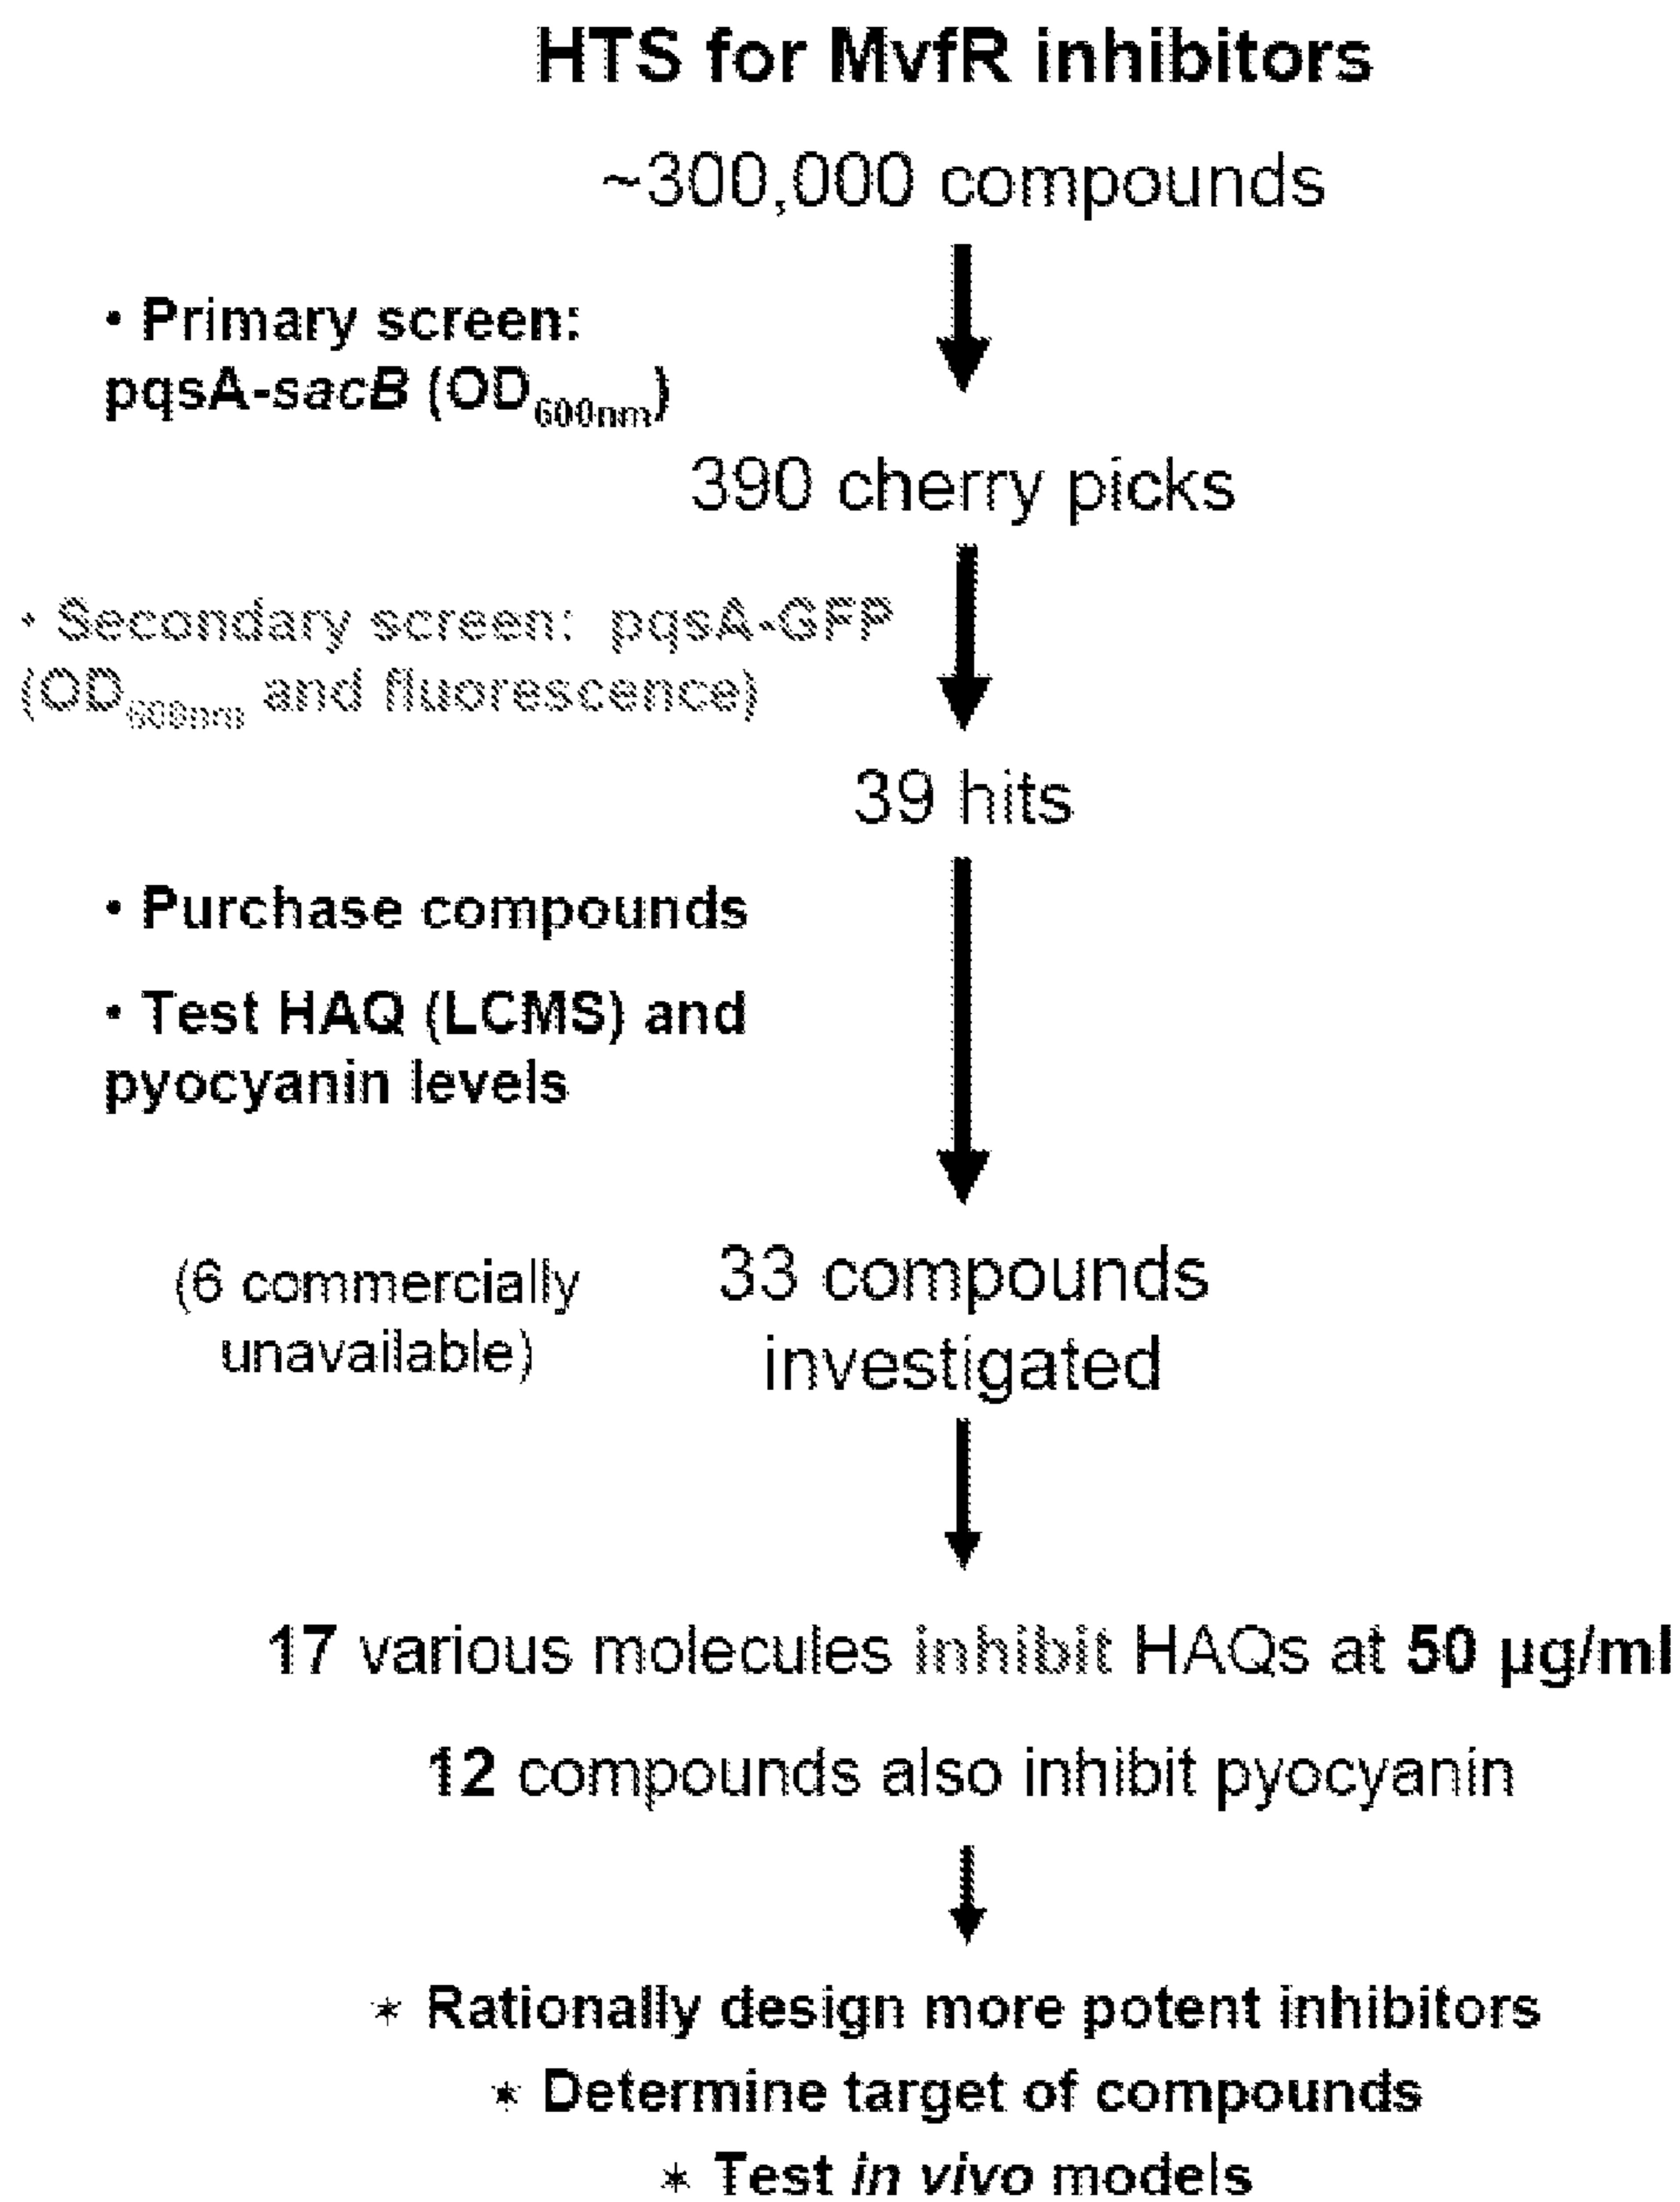 HTS for MvfR inhibitors
~300,000 compounds
• Primary screen:
pqsA-sacB (OD600nm)
390 cherry picks
• Secondary screen: pqsA-GFP
(OD600nm and fluorescence)
39 hits
• Purchase compounds
• Test HAQ (LCMS) and
pyocyanin levels
(6 commercially
unavailable)
33 compounds
investigated
17 various molecules inhibit HAQs at 50 µg/ml
12 compounds also inhibit pyocyanin
* Rationally design more potent inhibitors
* Determine target of compounds
* Test in vivo models